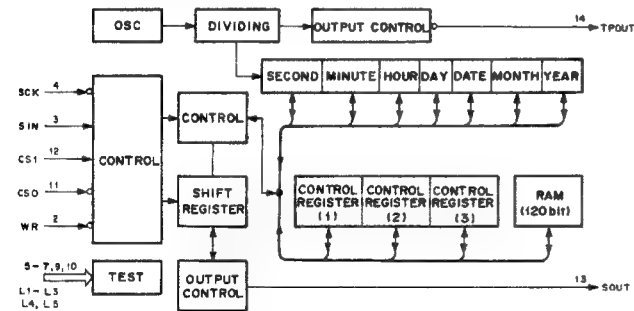 OSC
DIVIDING
OUTPUT CONTROL
14
TPOUT
SECOND
MINUTE
HOUR
DAY
DATE
MONTH
YEAR
SCK
4
SIN
3
CS1
12
CS0
11
WR
2
CONTROL
CONTROL
SHIFT
REGISTER
CONTROL
REGISTER
(1)
CONTROL
REGISTER
(2)
CONTROL
REGISTER
(3)
RAM
(120bit)
5-7,9,10
L1-L3
L4, L5
TEST
OUTPUT
CONTROL
13
SOUT